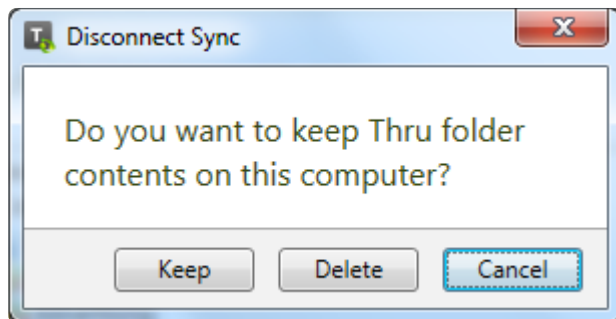 T
Disconnect Sync
X
Do you want to keep Thru folder
contents on this computer?
Keep Delete Cancel